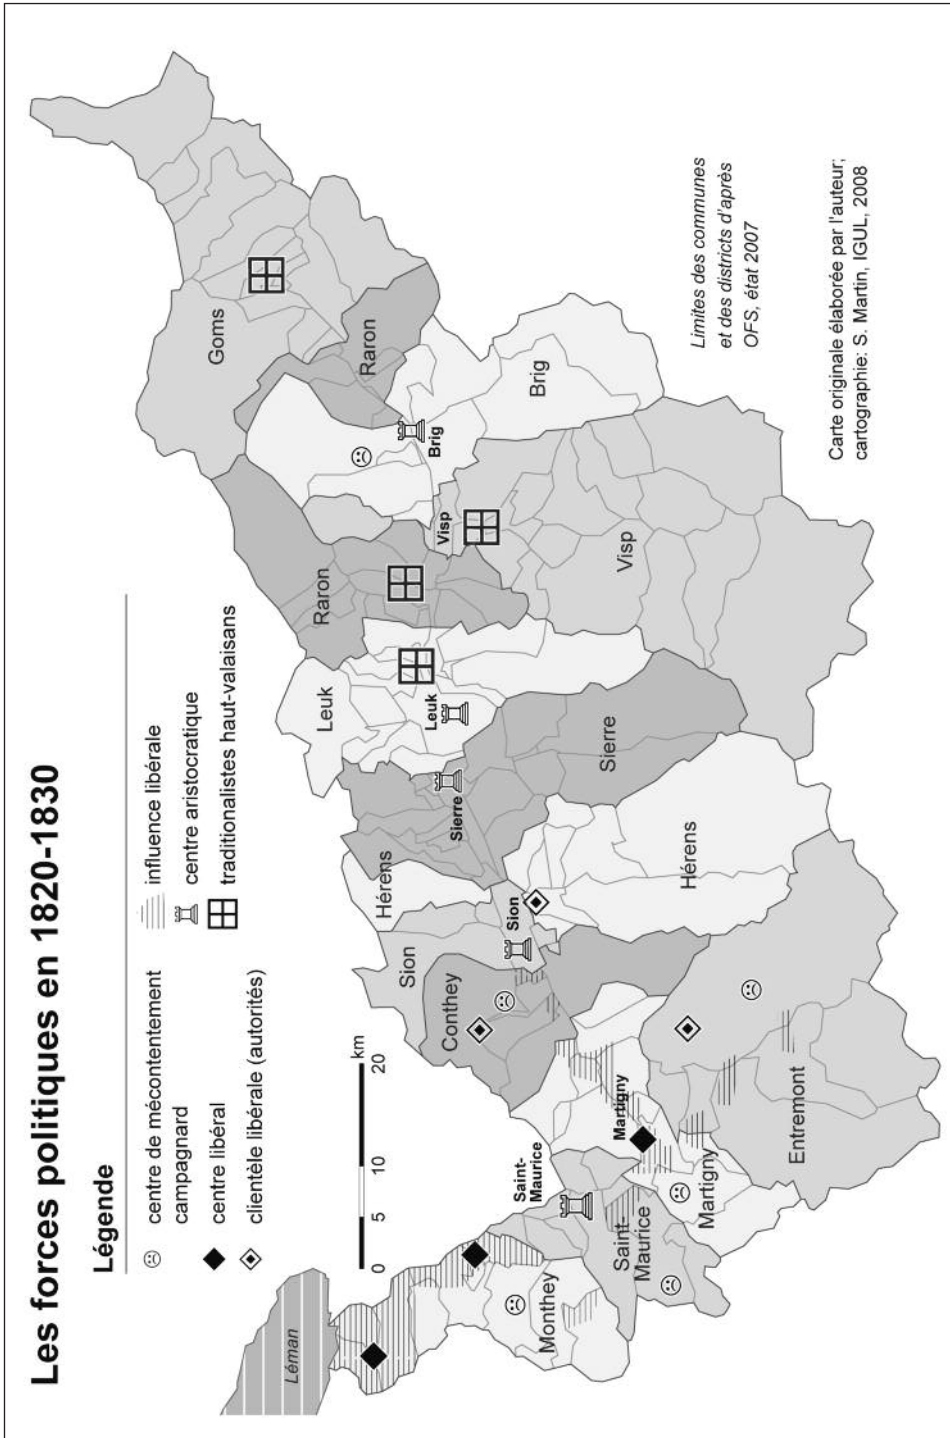 Les forces politiques en 1820-1830
Légende
centre de mécontentement
campagnard
centre libéral
clientèle libérale (autorités)
influence libérale
centre aristocratique
traditionalistes haut-valaisans
0 5 10 20 km
Léman
Monthey
Saint-
Maurice
Saint-
Maurice
Martigny
Martigny
Entremont
Conthey
Sion
Sion
Hérens
Hérens
Sierre
Sierre
Leuk
Leuk
Raron
Visp
Visp
Brig
Brig
Raron
Goms
Limites des communes
et des districts d'après
OFS, état 2007
Carte originale élaborée par l'auteur;
cartographie: S. Martin, IGUL, 2008